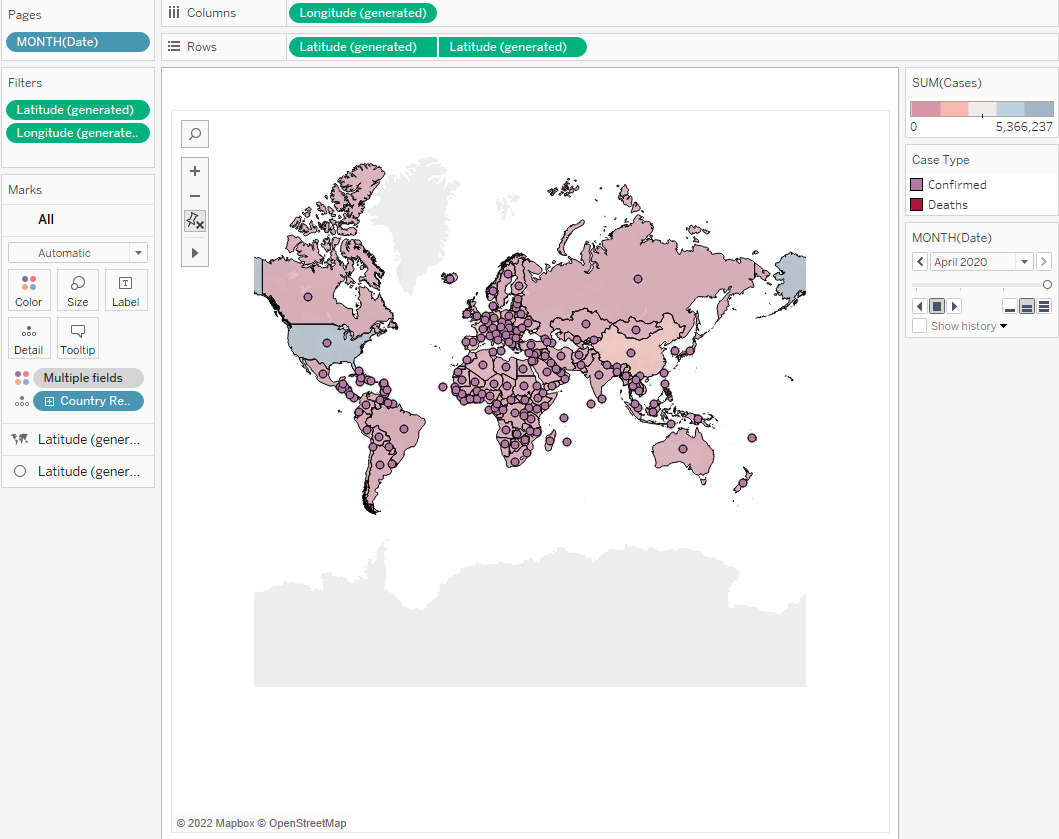 Pages
MONTH(Date)
Columns
Longitude (generated)
Rows
Latitude (generated) Latitude (generated)
Filters
Latitude (generated)
Longitude (generate..
Marks
All
Automatic
Color Size Label
Detail Tooltip
Multiple fields
Country Re..
Latitude (gener...
Latitude (gener...
© 2022 Mapbox © OpenStreetMap
SUM(Cases)
0 5,366,237
Case Type
Confirmed
Deaths
MONTH(Date)
April 2020
Show history